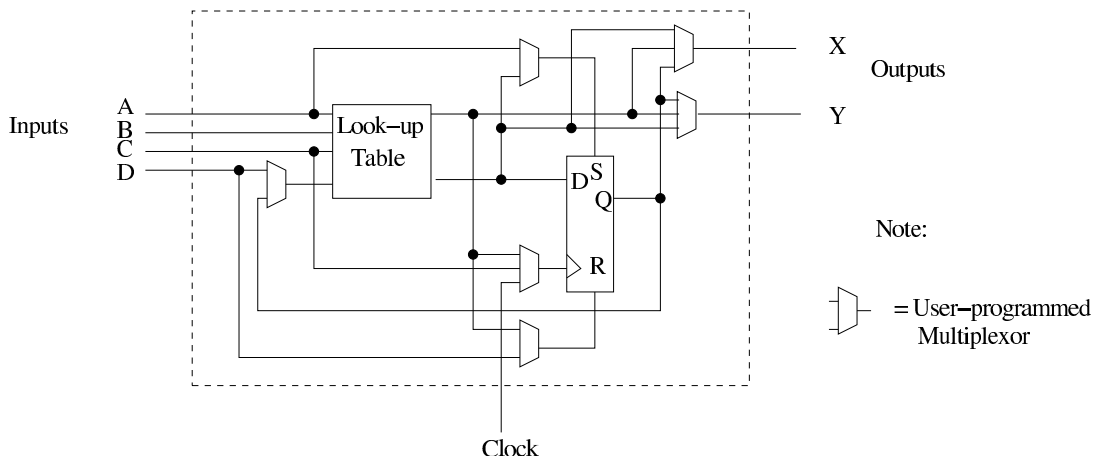 X
Outputs
A
Inputs
B
Look-up
Y
C
Table
D
D
S
Q
Note:
R
= User-programmed
Multiplexor
Clock